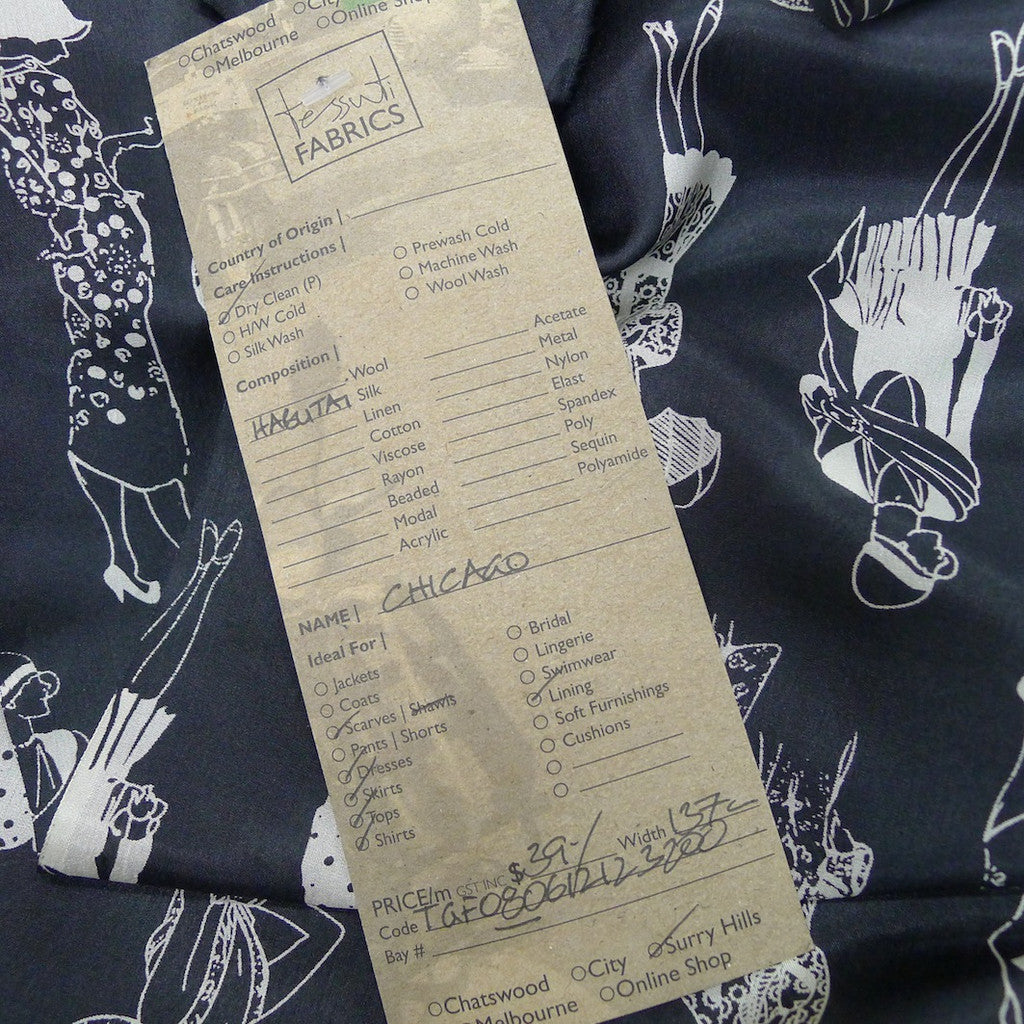 Chatswood City
Melbourne Online Shop
tessuti
FABRICS
Country of Origin |
Care Instructions |
Dry Clean (P) Prewash Cold
H/W Cold Machine Wash
Silk Wash Wool Wash
Composition |
Wool Acetate
HABUTAI Silk Metal
Linen Nylon
Cotton Elast
Viscose Spandex
Rayon Poly
Beaded Sequin
Modal Polyamide
Acrylic
NAME | CHICAGO
Ideal For |
Jackets Bridal
Coats Lingerie
Scarves | Shawls Swimwear
Pants | Shorts Lining
Dresses Soft Furnishings
Skirts Cushions
Tops
Shirts
PRICE/m GST INC $39-/ Width 137c
Code
Bay #
Surry Hills
Chatswood City
Melbourne Online Shop